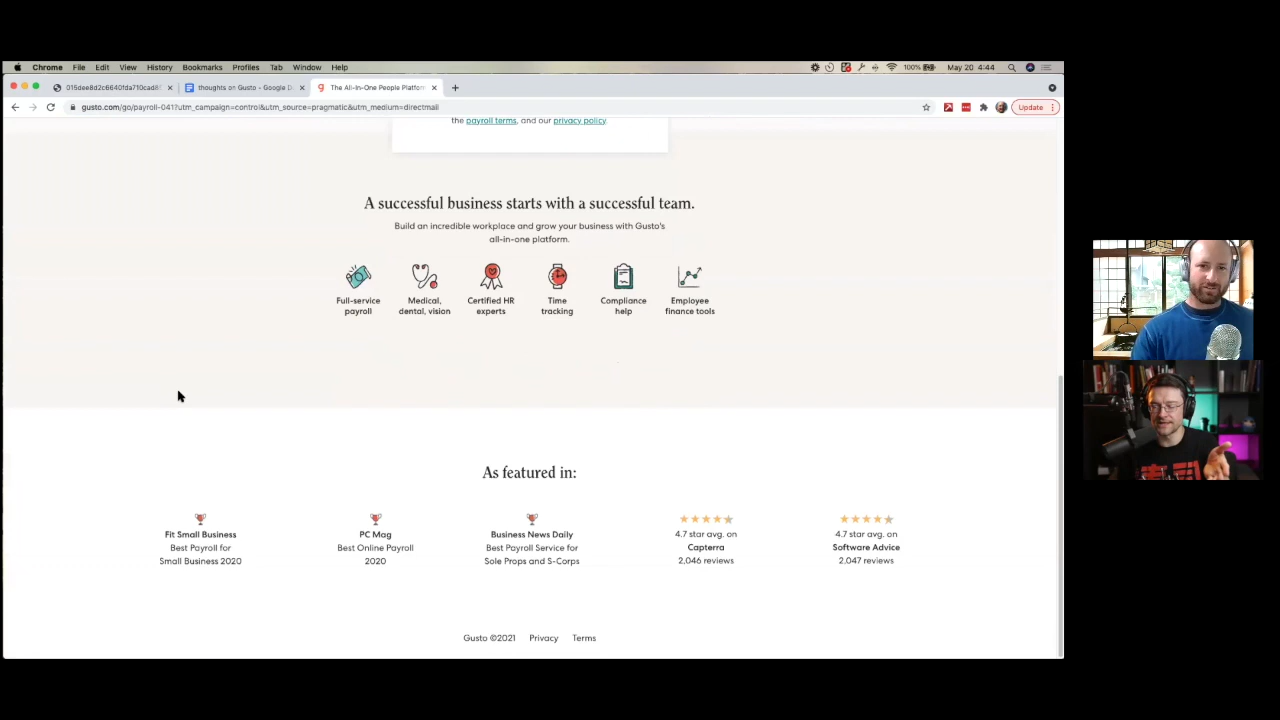 Chrome File Edit View History Bookmarks Profiles Tab Window Help
100% May 20 4:44
015dee8d2c6640fda710cad8 thoughts on Gusto - Google D The All-In-One People Platform
gusto.com/go/payroll-041?utm_campaign=control&utm_source=pragmatic&utm_medium=directmail
Update
the payroll terms, and our privacy policy.
A successful business starts with a successful team.
Build an incredible workplace and grow your business with Gusto's
all-in-one platform.
Full-service Medical, Certified HR Time Compliance Employee
payroll dental, vision experts tracking help finance tools
As featured in:
Fit Small Business PC Mag Business News Daily 4.7 star avg. on 4.7 star avg. on
Best Payroll for Best Online Payroll Best Payroll Service for Capterra Software Advice
Small Business 2020 2020 Sole Props and S-Corps 2,046 reviews 2,047 reviews
Gusto ©2021 Privacy Terms